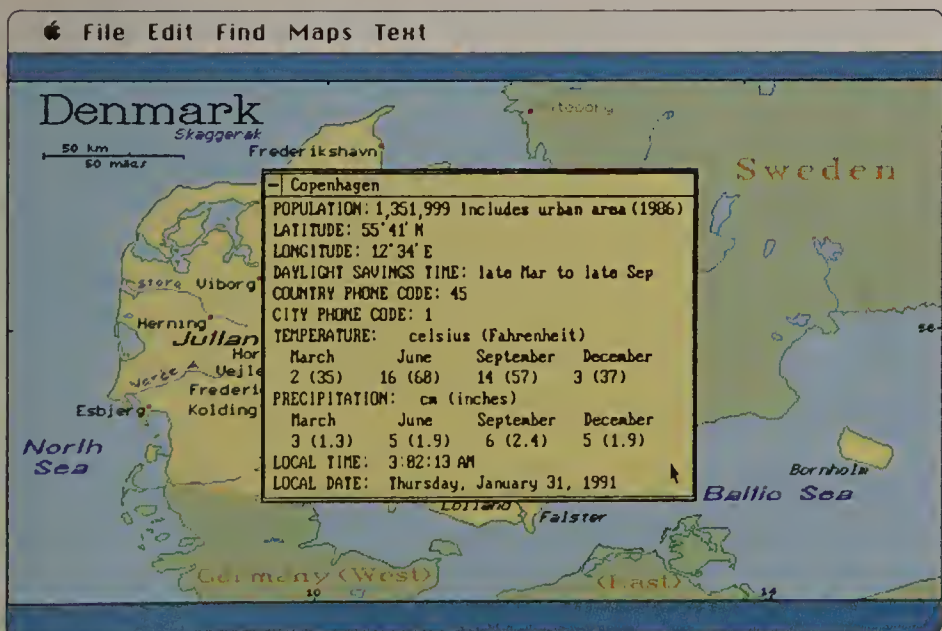 File Edit Find Maps Text
Denmark
Skaggerak
50 km
50 miles
Frederikshavn
Sweden
Copenhagen
POPULATION: 1,351,999 Includes urban area (1986)
LATITUDE: 55°41' N
LONGITUDE: 12°34' E
DAYLIGHT SAVINGS TIME: late Mar to late Sep
COUNTRY PHONE CODE: 45
CITY PHONE CODE: 1
TEMPERATURE: celsius (Fahrenheit)
March June September December
2 (35) 16 (68) 14 (57) 3 (37)
PRECIPITATION: cm (inches)
March June September December
3 (1.3) 5 (1.9) 6 (2.4) 5 (1.9)
LOCAL TIME: 3:02:13 AM
LOCAL DATE: Thursday, January 31, 1991
Viborg
Herning
Jullan
Hor
Vejle
Frederi
Esbjerg
Kolding
North
Sea
56
Bornholm
Baltic Sea
Lolland
Falster
Germany (West)
(East)
10
14